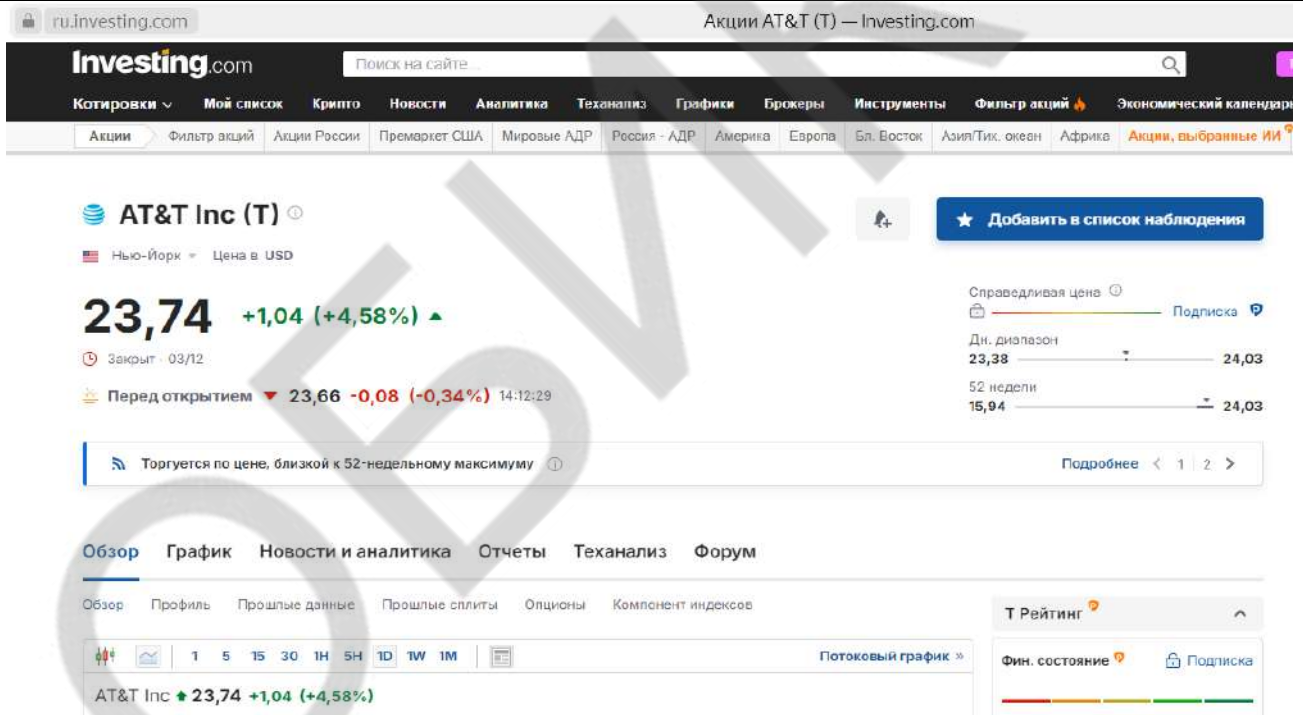 ru.investing.com Акции AT&T (T) — Investing.com
Investing.com Поиск на сайте...
Котировки Мой список Крипто Новости Аналитика Теханализ Графики Брокеры Инструменты Фильтр акций Экономический календарь
Акции Фильтр акций Акции России Премаркет США Мировые АДР Россия - АДР Америка Европа Бл. Восток Азия/Тих. океан Африка Акции, выбранные ИИ
AT&T Inc (T)
Добавить в список наблюдения
Нью-Йорк Цена в USD
23,74 +1,04 (+4,58%)
Справедливая цена
Подписка
Закрыт · 03/12
Дн. диапазон
23,38 24,03
Перед открытием 23,66 -0,08 (-0,34%) 14:12:29
52 недели
15,94 24,03
Торгуется по цене, близкой к 52-недельному максимуму Подробнее 1 2
Обзор График Новости и аналитика Отчеты Теханализ Форум
Обзор Профиль Прошлые данные Прошлые сплиты Опционы Компонент индексов
T Рейтинг
1 5 15 30 1H 5H 1D 1W 1M Потоковый график »
Фин. состояние Подписка
AT&T Inc 23,74 +1,04 (+4,58%)
ОБИК